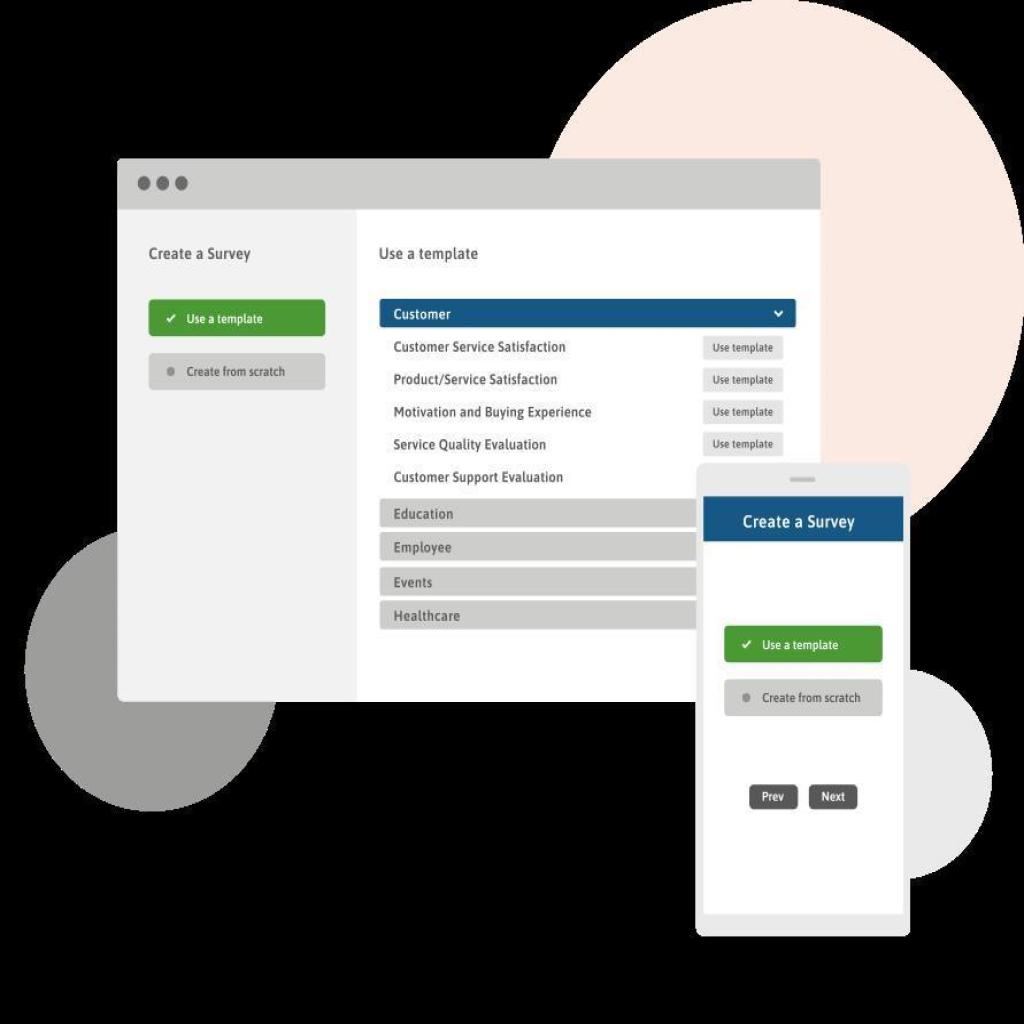 Create a Survey
Use a template
Create from scratch
Use a template
Customer
Customer Service Satisfaction Use template
Product/Service Satisfaction Use template
Motivation and Buying Experience Use template
Service Quality Evaluation Use template
Customer Support Evaluation
Education
Employee
Events
Healthcare
Create a Survey
Use a template
Create from scratch
Prev Next